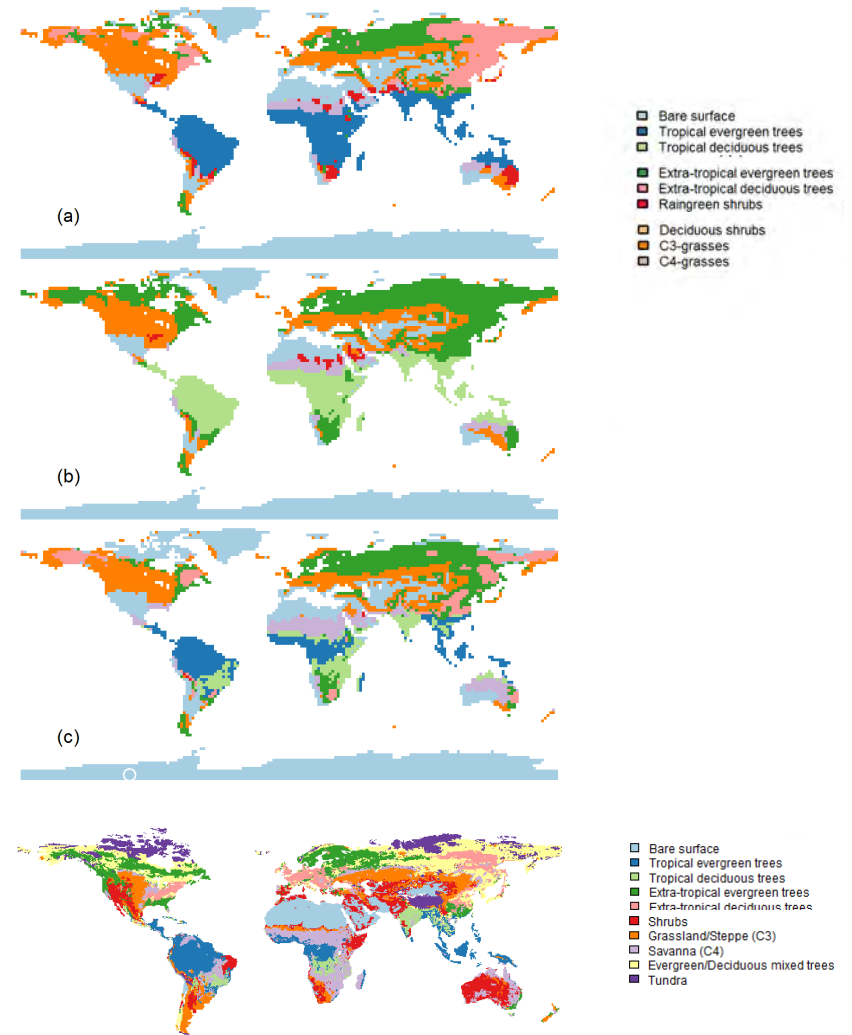 Bare surface
Tropical evergreen trees
Tropical deciduous trees
Extra-tropical evergreen trees
Extra-tropical deciduous trees
Raingreen shrubs
Deciduous shrubs
C3-grasses
C4-grasses
(a)
(b)
(c)
Bare surface
Tropical evergreen trees
Tropical deciduous trees
Extra-tropical evergreen trees
Extra-tropical deciduous trees
Shrubs
Grassland/Steppe (C3)
Savanna (C4)
Evergreen/Deciduous mixed trees
Tundra